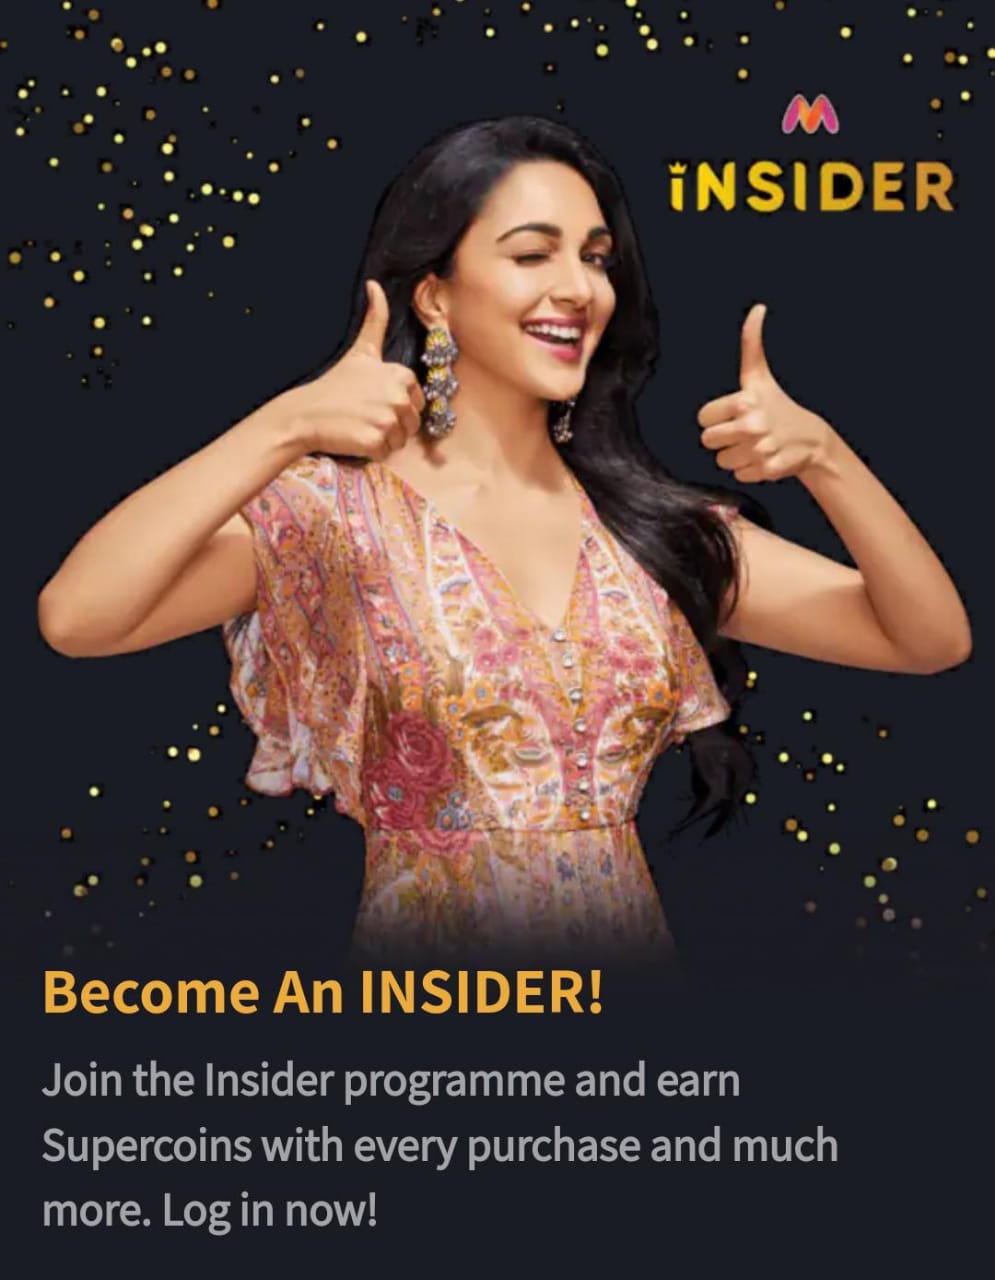 INSIDER
Become An INSIDER!
Join the Insider programme and earn
Supercoins with every purchase and much
more. Log in now!